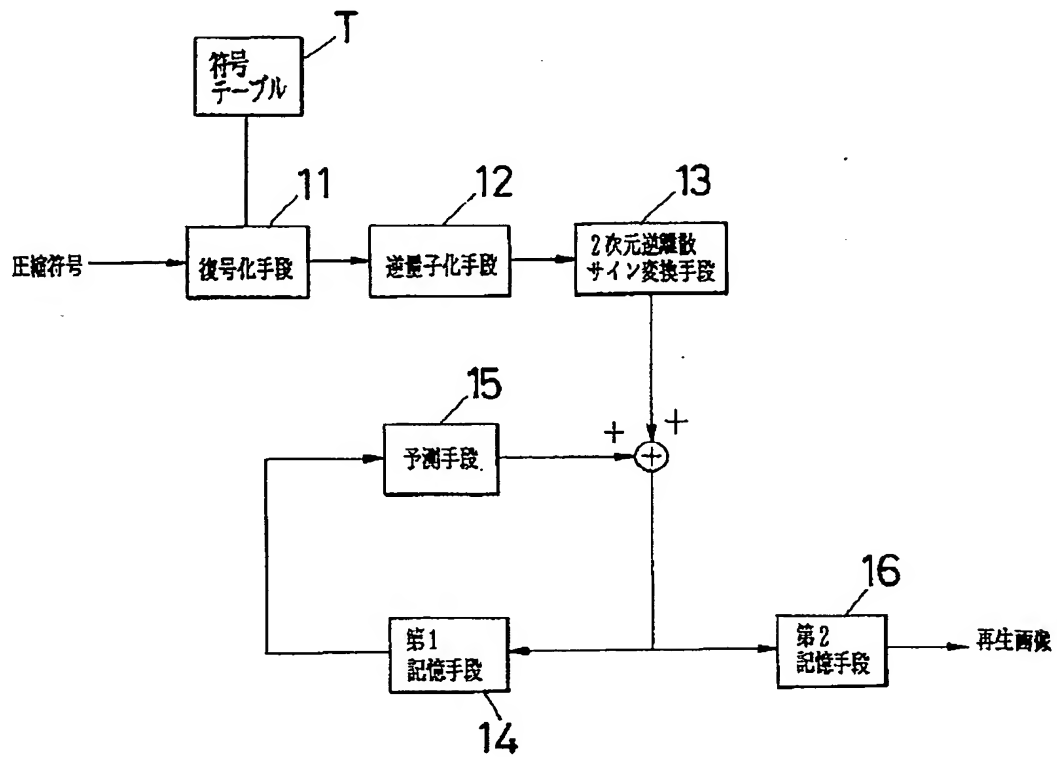 T
符号
テーブル
11
12
13
圧縮符号
復号化手段
逆量子化手段
2次元逆離散
サイン変換手段
15
+
+
予測手段
+
16
第1
記憶手段
第2
記憶手段
再生画像
14